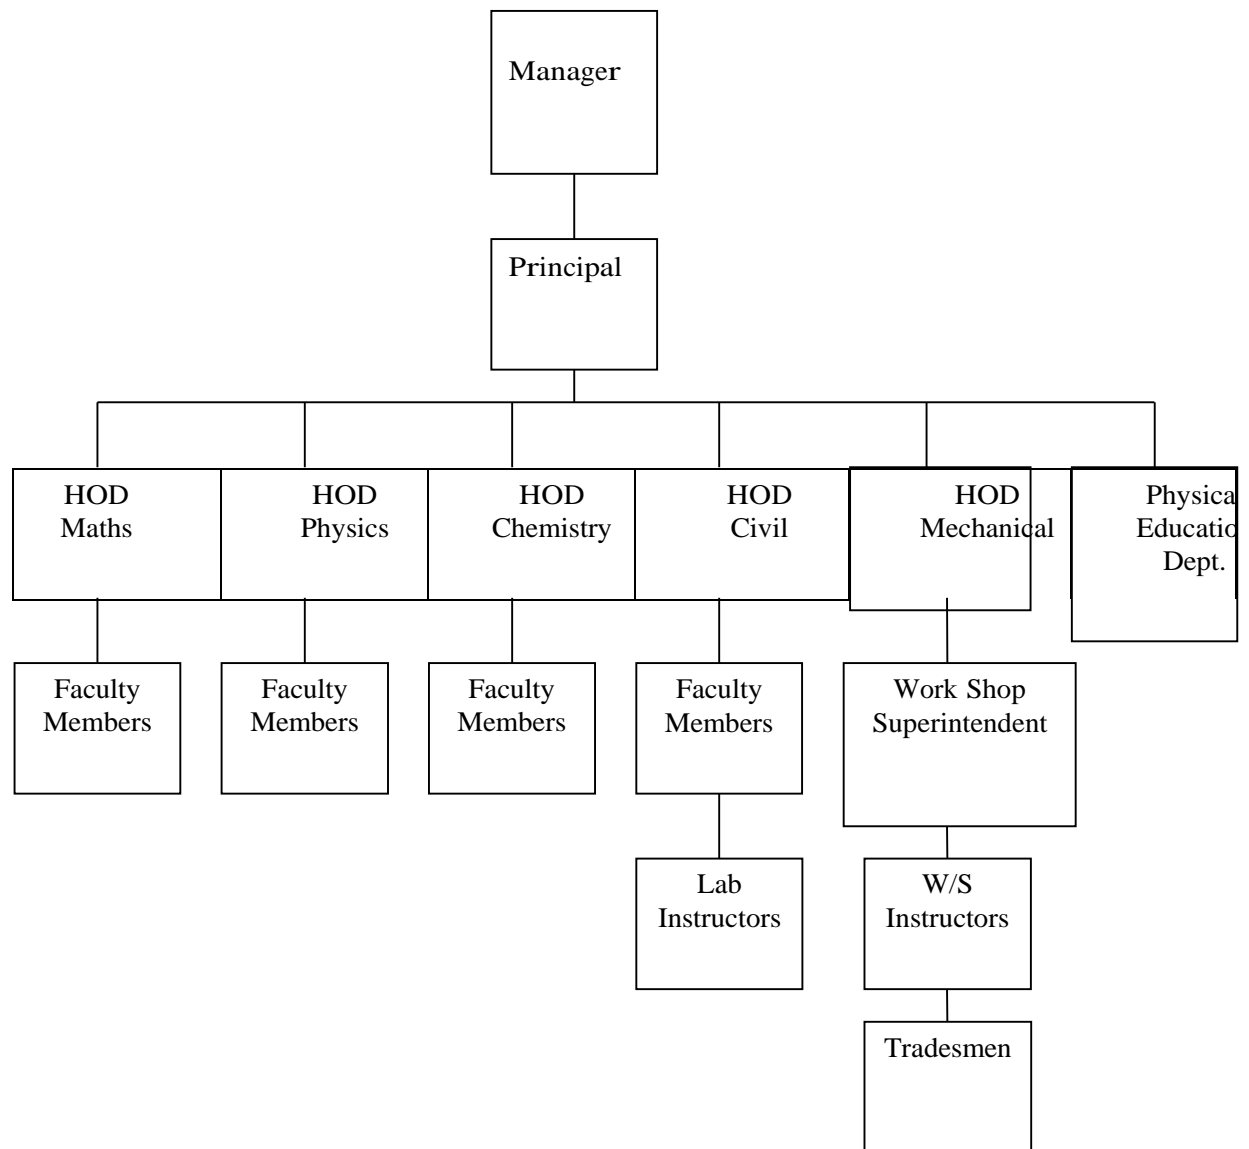 Manager
Principal
HOD
Maths
HOD
Physics
HOD
Chemistry
HOD
Civil
HOD
Mechanical
Physica
Educatio
Dept.
Faculty
Members
Faculty
Members
Faculty
Members
Faculty
Members
Work Shop
Superintendent
Lab
Instructors
W/S
Instructors
Tradesmen